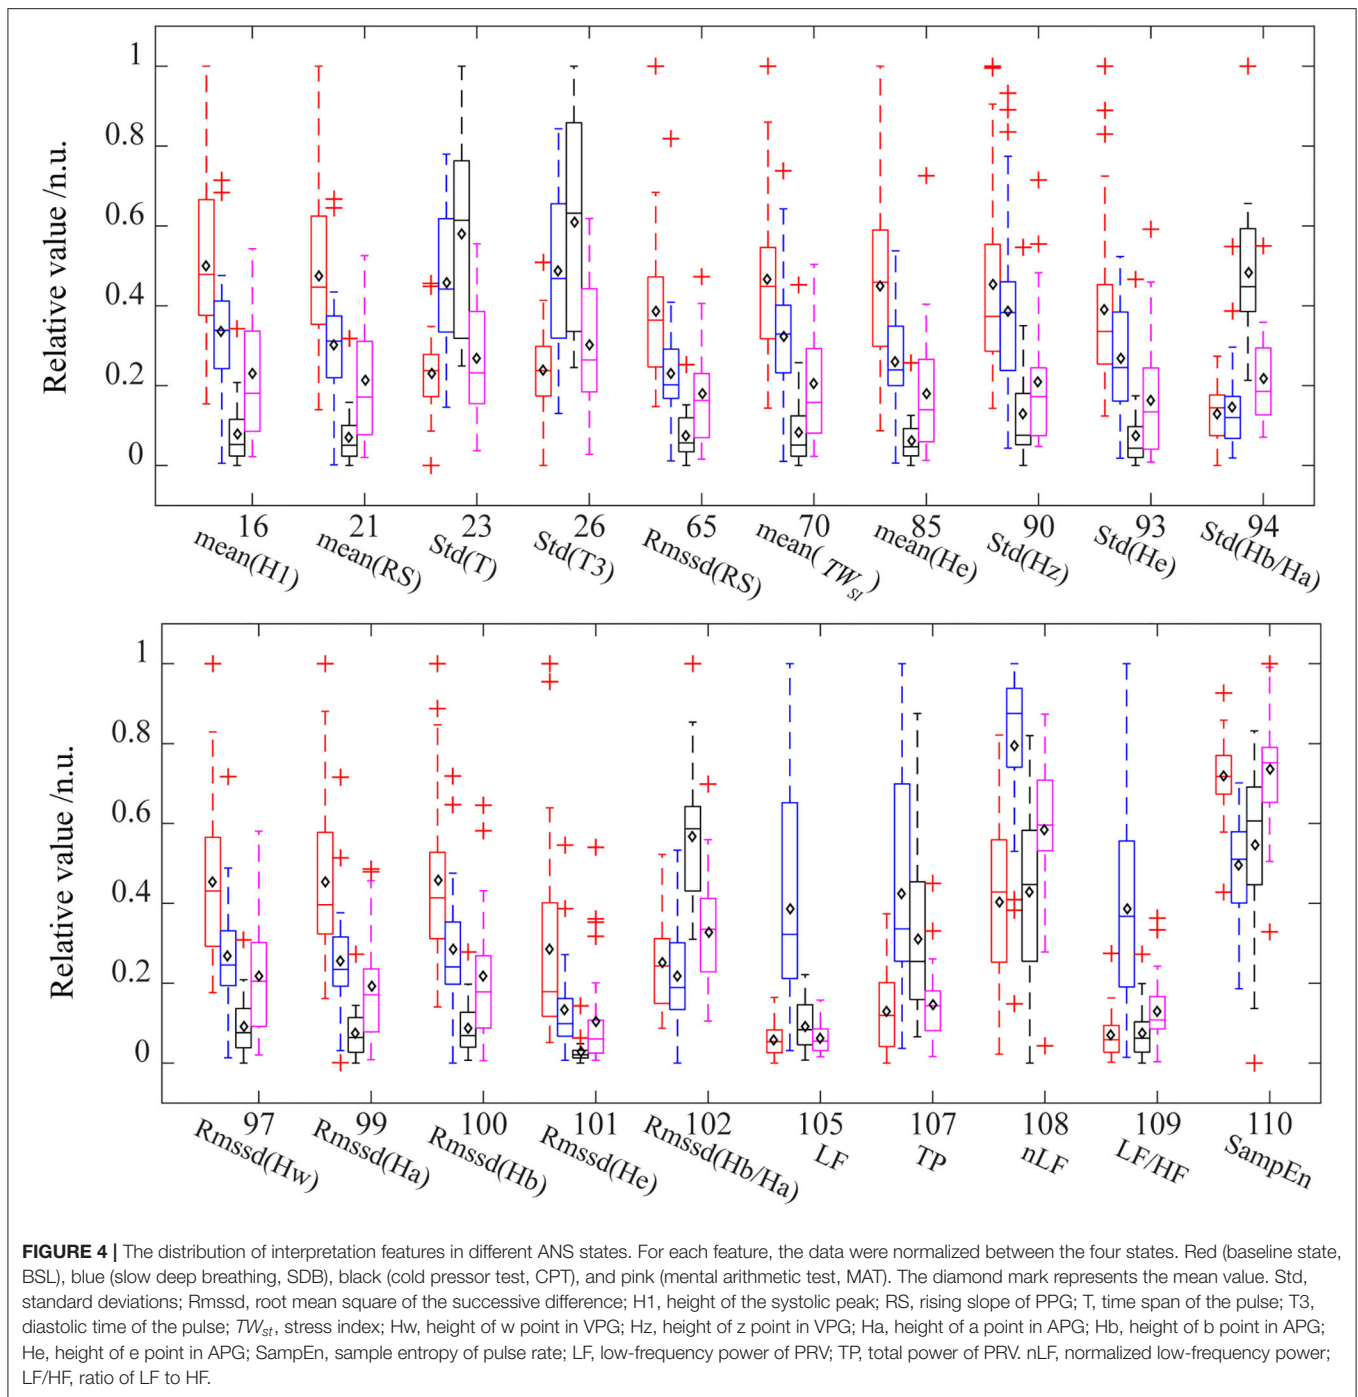 Relative value /n.u.
1
0.8
0.6
0.4
0.2
0
16 21 23 26 65 70 85 90 93 94
mean(H1) mean(RS) Std(T) Std(T3) Rmssd(RS) mean(TW_SI) mean(He) Std(Hz) Std(He) Std(Hb/Ha)
Relative value /n.u.
1
0.8
0.6
0.4
0.2
0
97 99 100 101 102 105 107 108 109 110
Rmssd(Hw) Rmssd(Ha) Rmssd(Hb) Rmssd(He) Rmssd(Hb/Ha) LF TP nLF LF/HF SampEn
FIGURE 4 | The distribution of interpretation features in different ANS states. For each feature, the data were normalized between the four states. Red (baseline state,
BSL), blue (slow deep breathing, SDB), black (cold pressor test, CPT), and pink (mental arithmetic test, MAT). The diamond mark represents the mean value. Std,
standard deviations; Rmssd, root mean square of the successive difference; H1, height of the systolic peak; RS, rising slope of PPG; T, time span of the pulse; T3,
diastolic time of the pulse; TW_st, stress index; Hw, height of w point in VPG; Hz, height of z point in VPG; Ha, height of a point in APG; Hb, height of b point in APG;
He, height of e point in APG; SampEn, sample entropy of pulse rate; LF, low-frequency power of PRV; TP, total power of PRV. nLF, normalized low-frequency power;
LF/HF, ratio of LF to HF.